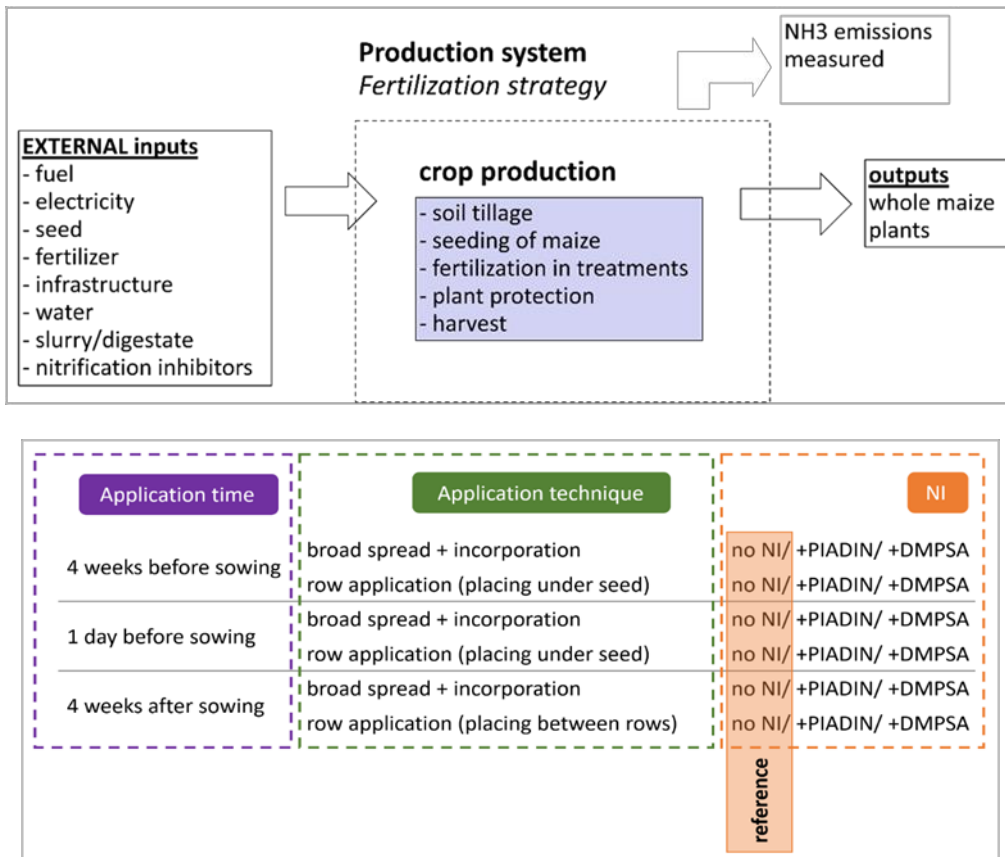 Production system
Fertilization strategy
NH3 emissions
measured
EXTERNAL inputs
- fuel
- electricity
- seed
- fertilizer
- infrastructure
- water
- slurry/digestate
- nitrification inhibitors
crop production
- soil tillage
- seeding of maize
- fertilization in treatments
- plant protection
- harvest
outputs
whole maize
plants
Application time
Application technique
NI
4 weeks before sowing
broad spread + incorporation
no NI/ +PIADIN/ +DMPSA
row application (placing under seed)
no NI/ +PIADIN/ +DMPSA
1 day before sowing
broad spread + incorporation
no NI/ +PIADIN/ +DMPSA
row application (placing under seed)
no NI/ +PIADIN/ +DMPSA
4 weeks after sowing
broad spread + incorporation
no NI/ +PIADIN/ +DMPSA
row application (placing between rows)
no NI/ +PIADIN/ +DMPSA
reference